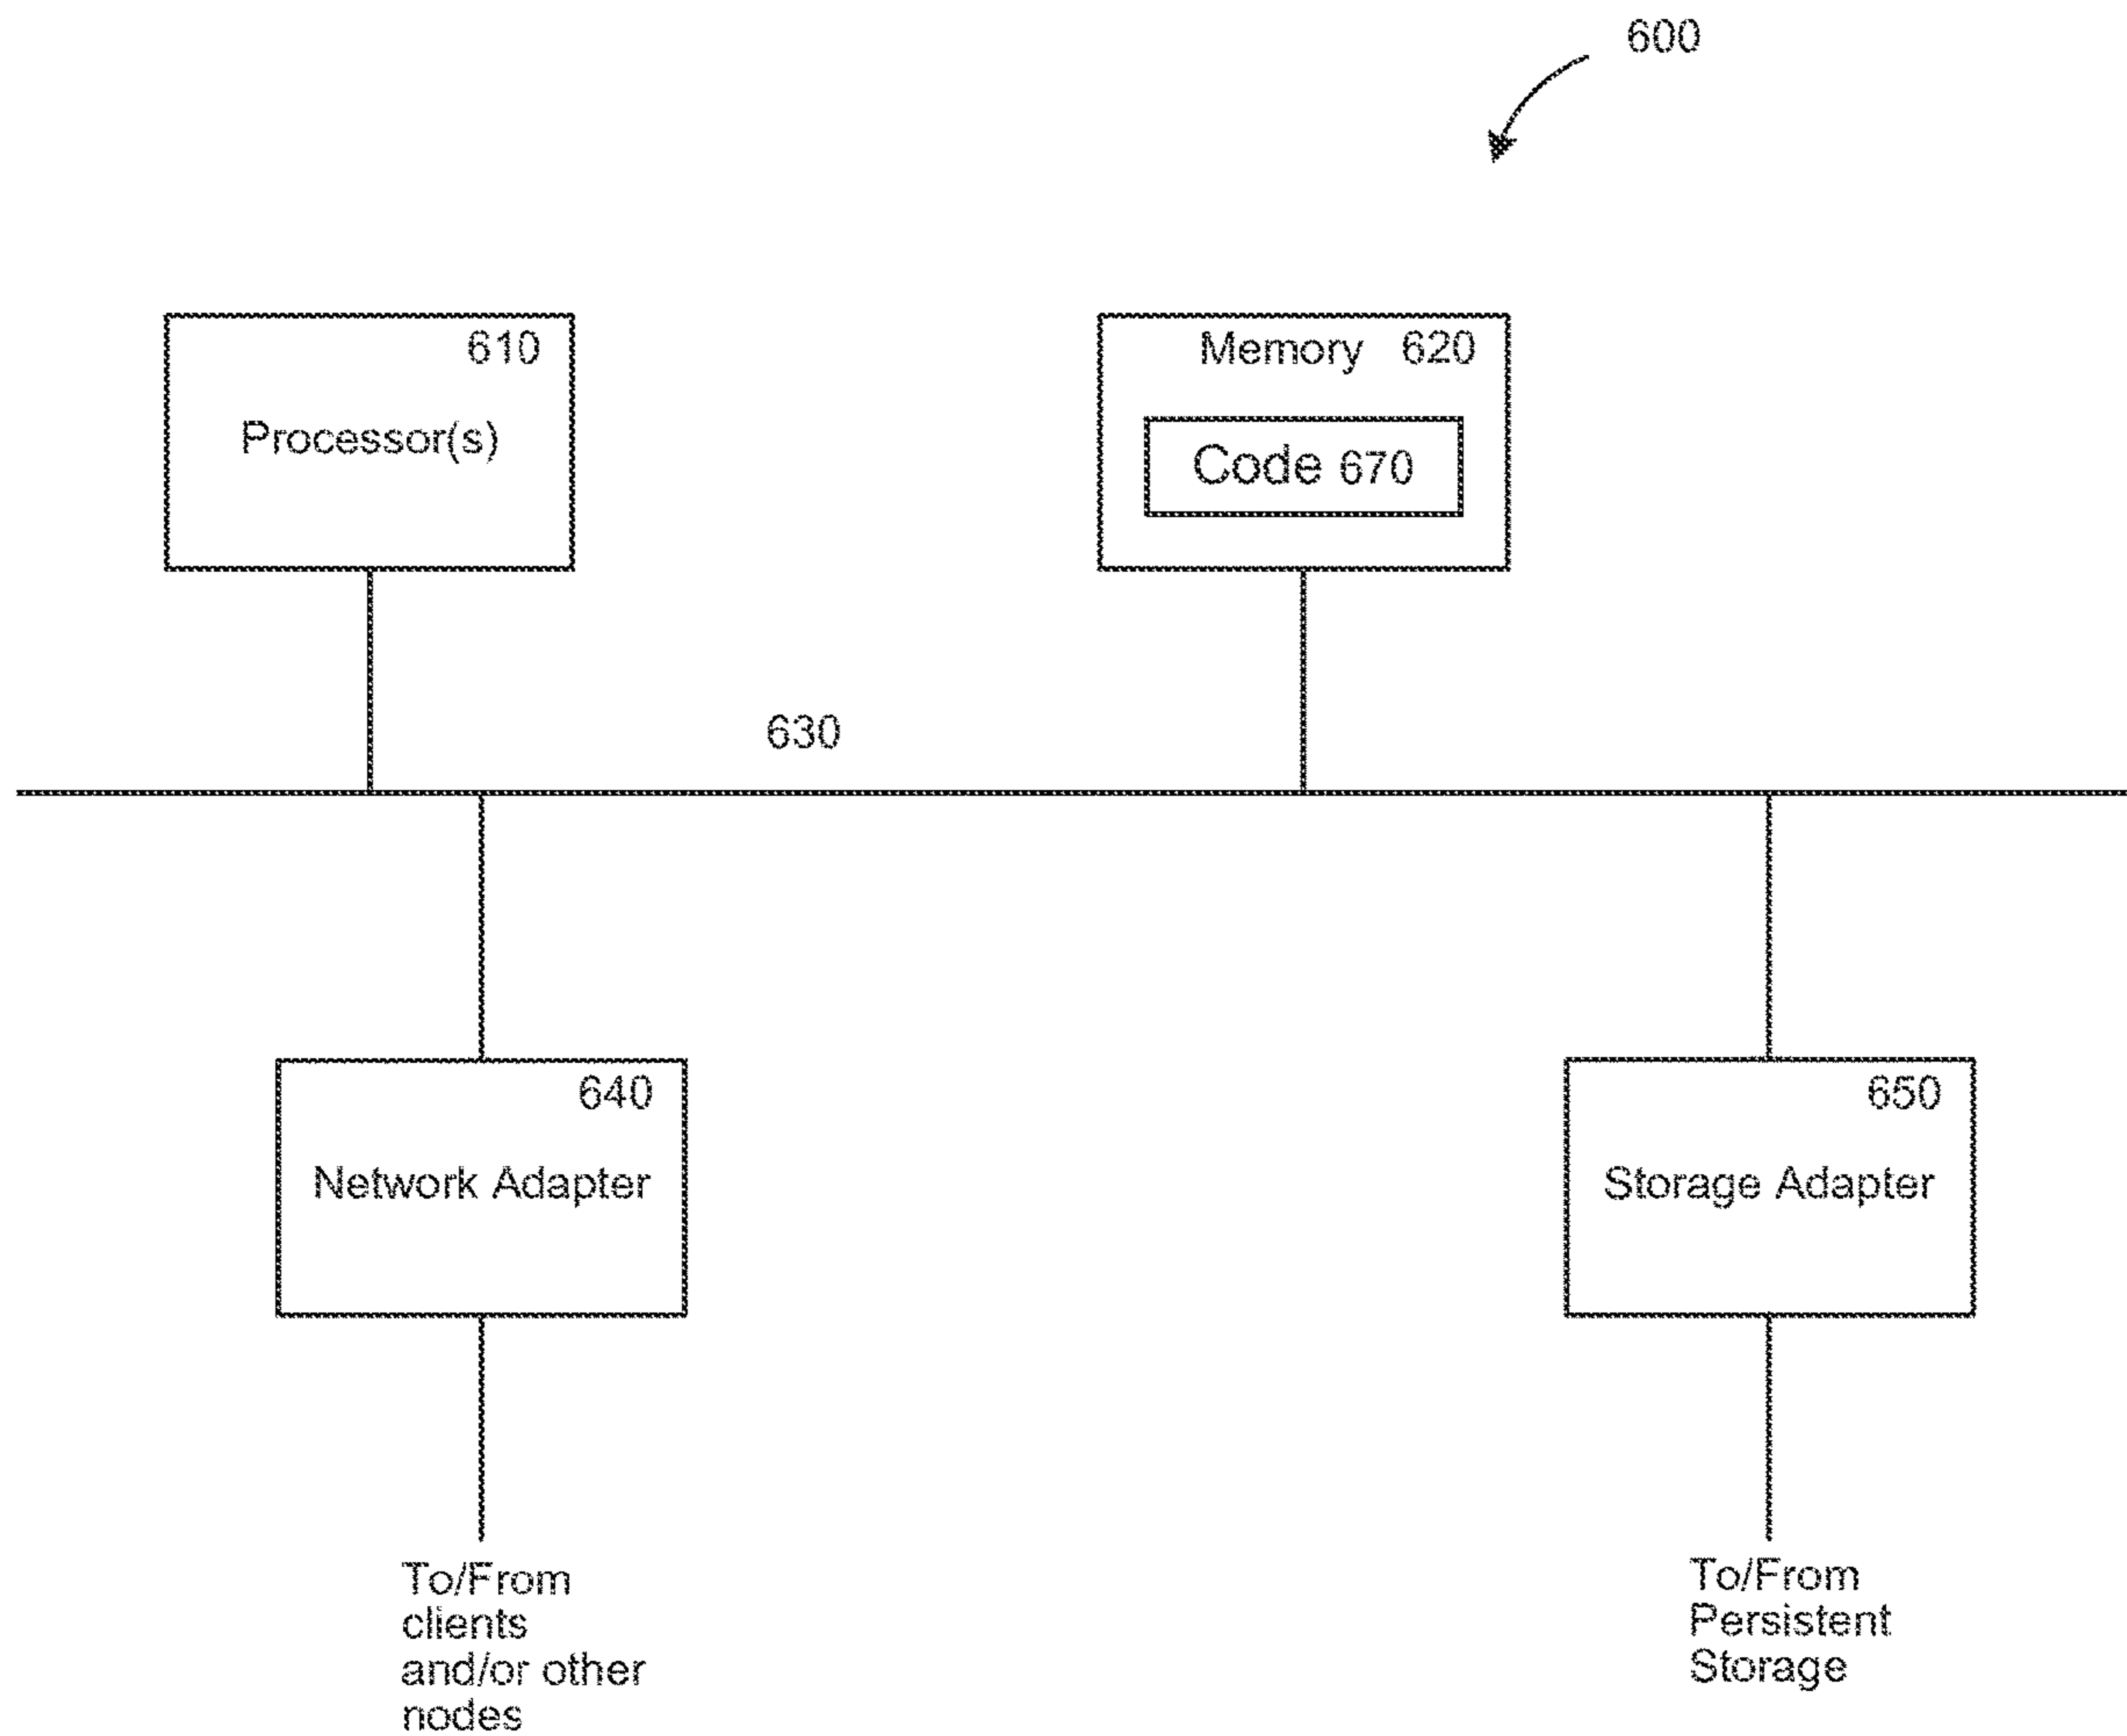 600
610
Processor(s)
Memory 620
Code 670
630
640
Network Adapter
650
Storage Adapter
To/From
clients
and/or other
nodes
To/From
Persistent
Storage